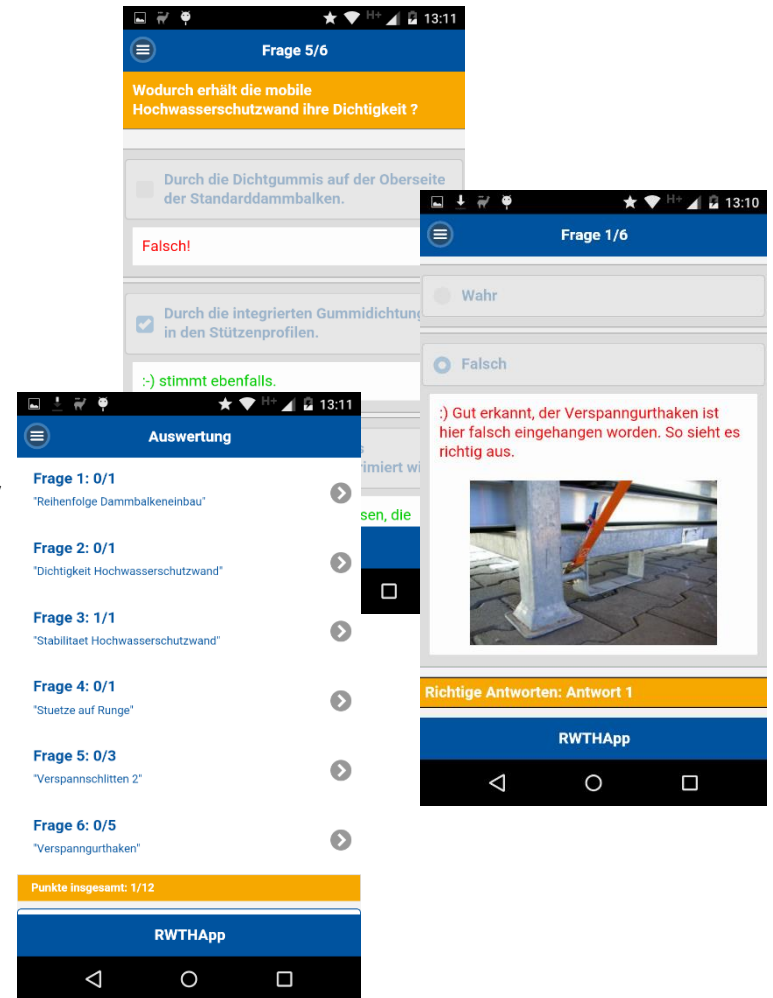 13:11
Frage 5/6
Wodurch erhält die mobile
Hochwasserschutzwand ihre Dichtigkeit ?
Durch die Dichtgummis auf der Oberseite
der Standarddammbalken.
Falsch!
Durch die integrierten Gummidichtung
in den Stützenprofilen.
:-) stimmt ebenfalls.
sen, die
H+ 13:10
Frage 1/6
Wahr
Falsch
:) Gut erkannt, der Verspanngurthaken ist
hier falsch eingehangen worden. So sieht es
richtig aus.
Richtige Antworten: Antwort 1
RWTHApp
H+ 13:11
Auswertung
Frage 1: 0/1
"Reihenfolge Dammbalkeneinbau"
Frage 2: 0/1
"Dichtigkeit Hochwasserschutzwand"
Frage 3: 1/1
"Stabilitaet Hochwasserschutzwand"
Frage 4: 0/1
"Stuetze auf Runge"
Frage 5: 0/3
"Verspannschlitten 2"
Frage 6: 0/5
"Verspanngurthaken"
Punkte insgesamt: 1/12
RWTHApp